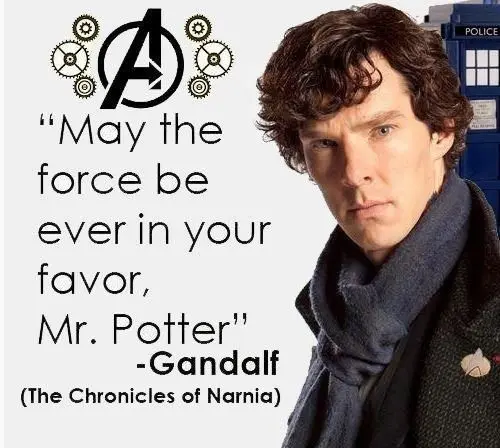 POLICE
“May the
force be
ever in your
favor,
Mr. Potter”
-Gandalf
(The Chronicles of Narnia)